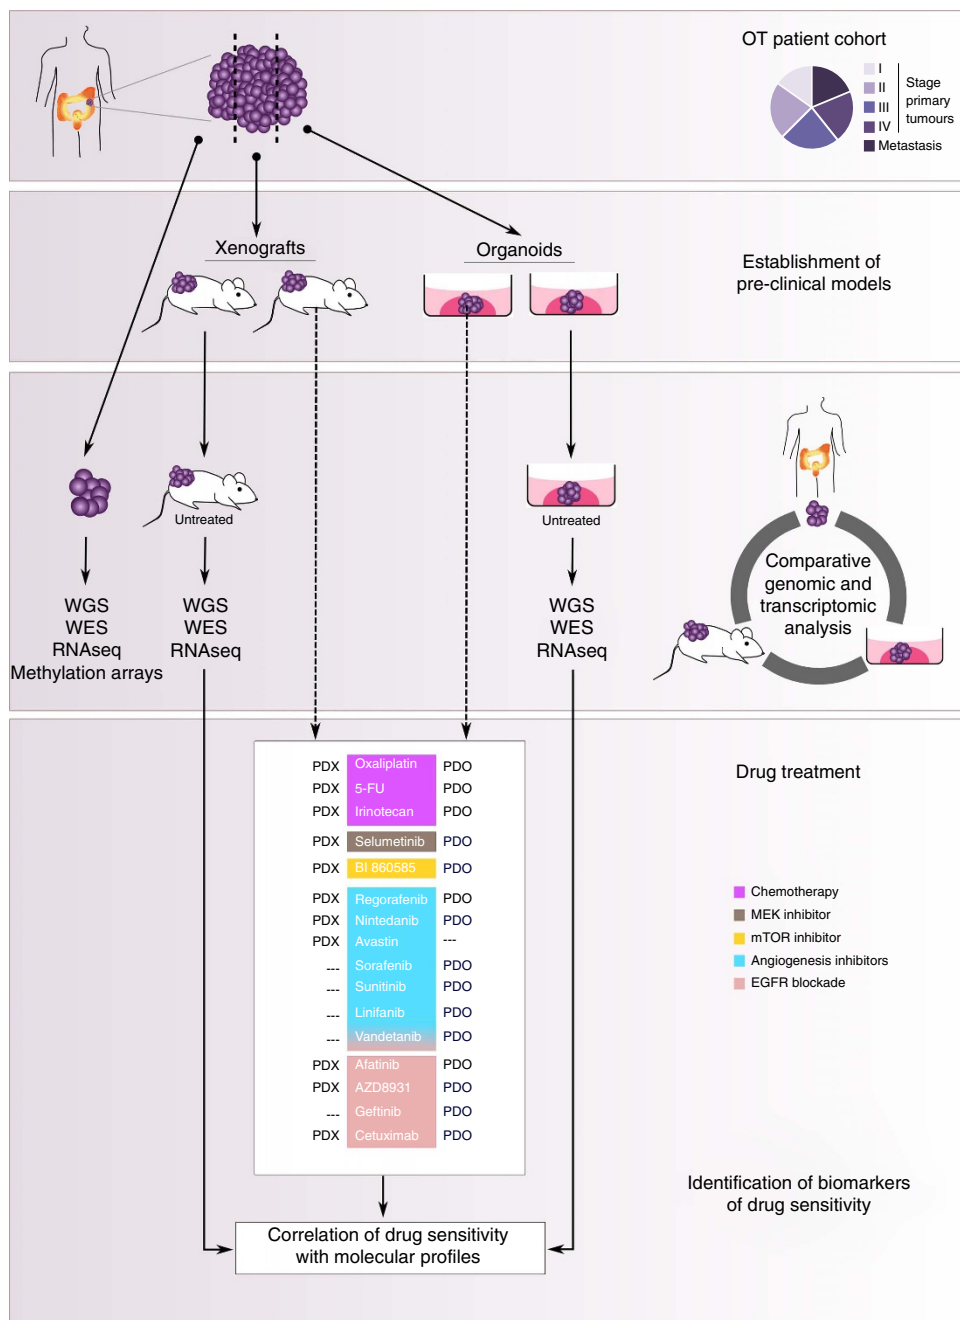 OT patient cohort
I
II
III
IV
Metastasis
Stage
primary
tumours
Xenografts
Organoids
Establishment of
pre-clinical models
Untreated
Untreated
WGS
WES
RNAseq
Methylation arrays
WGS
WES
RNAseq
WGS
WES
RNAseq
Comparative
genomic and
transcriptomic
analysis
Drug treatment
PDX Oxaliplatin PDO
PDX 5-FU PDO
PDX Irinotecan PDO
PDX Selumetinib PDO
PDX BI 860585 PDO
PDX Regorafenib PDO
PDX Nintedanib PDO
PDX Avastin ---
--- Sorafenib PDO
--- Sunitinib PDO
--- Linifanib PDO
--- Vandetanib PDO
PDX Afatinib PDO
PDX AZD8931 PDO
--- Geftinib PDO
PDX Cetuximab PDO
Chemotherapy
MEK inhibitor
mTOR inhibitor
Angiogenesis inhibitors
EGFR blockade
Identification of biomarkers
of drug sensitivity
Correlation of drug sensitivity
with molecular profiles